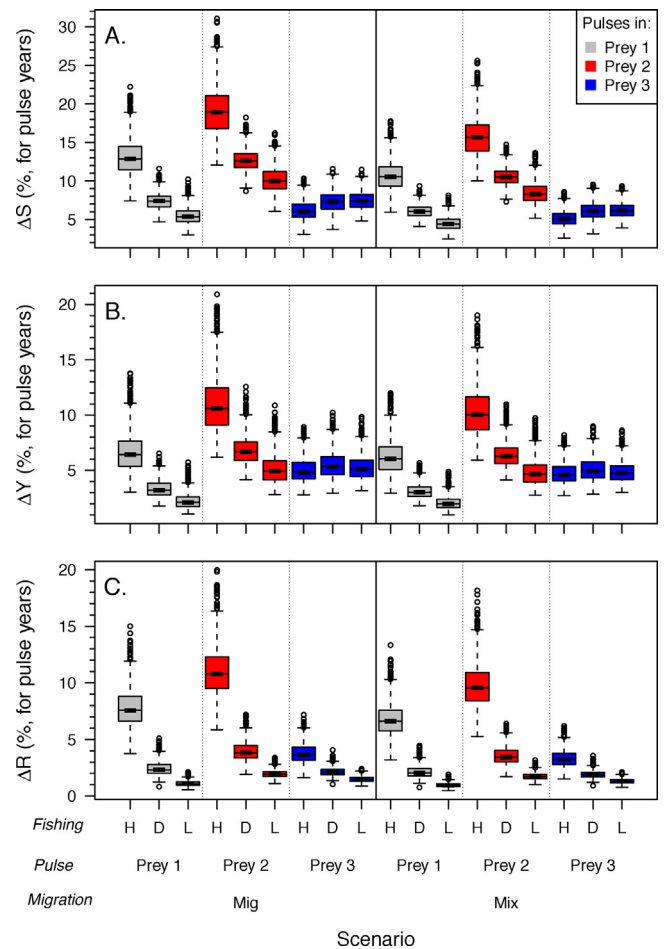 A.
Pulses in:
Prey 1
Prey 2
Prey 3
ΔS (%, for pulse years)
30
25
20
15
10
5
B.
ΔY (%, for pulse years)
20
15
10
5
C.
ΔR (%, for pulse years)
20
15
10
5
0
Fishing H D L H D L H D L H D L H D L H D L
Pulse Prey 1 Prey 2 Prey 3 Prey 1 Prey 2 Prey 3
Migration Mig Mix
Scenario